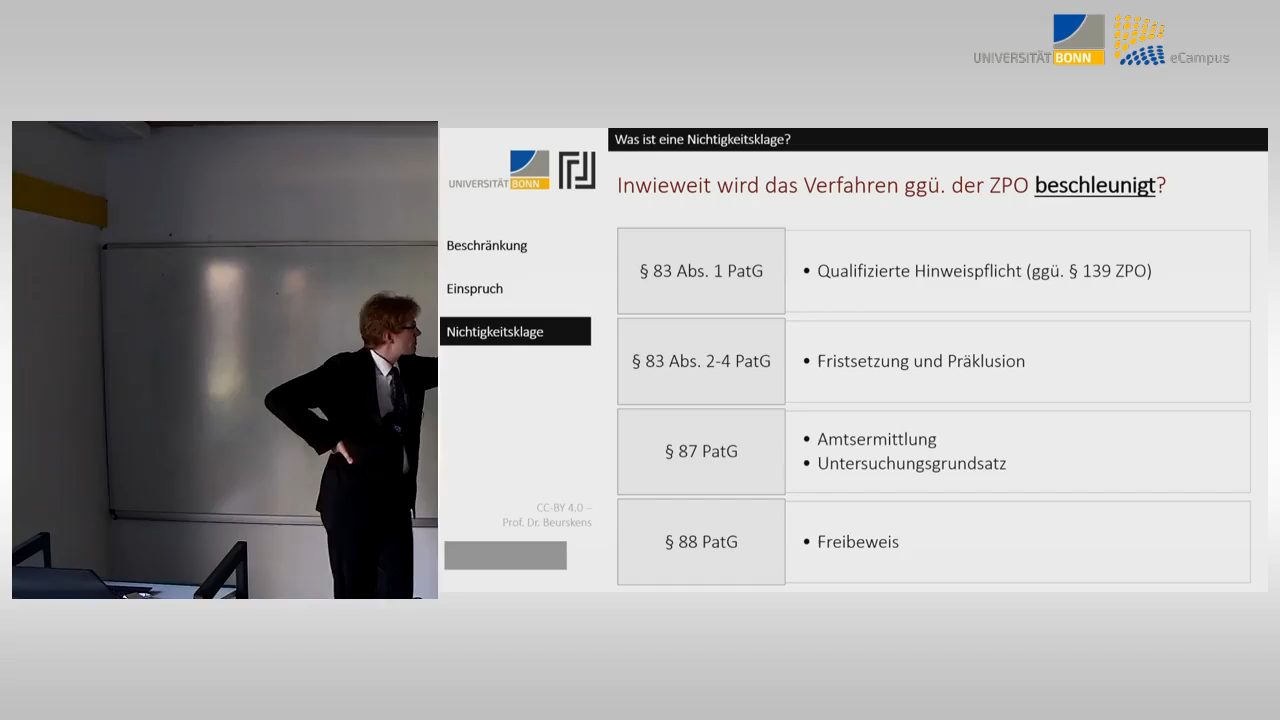 UNIVERSITÄT BONN eCampus
Was ist eine Nichtigkeitsklage?
UNIVERSITÄT BONN
Inwieweit wird das Verfahren ggü. der ZPO beschleunigt?
Beschränkung
Einspruch
Nichtigkeitsklage
§ 83 Abs. 1 PatG
• Qualifizierte Hinweispflicht (ggü. § 139 ZPO)
§ 83 Abs. 2-4 PatG
• Fristsetzung und Präklusion
§ 87 PatG
• Amtsermittlung
• Untersuchungsgrundsatz
§ 88 PatG
• Freibeweis
CC-BY 4.0 –
Prof. Dr. Beurskens